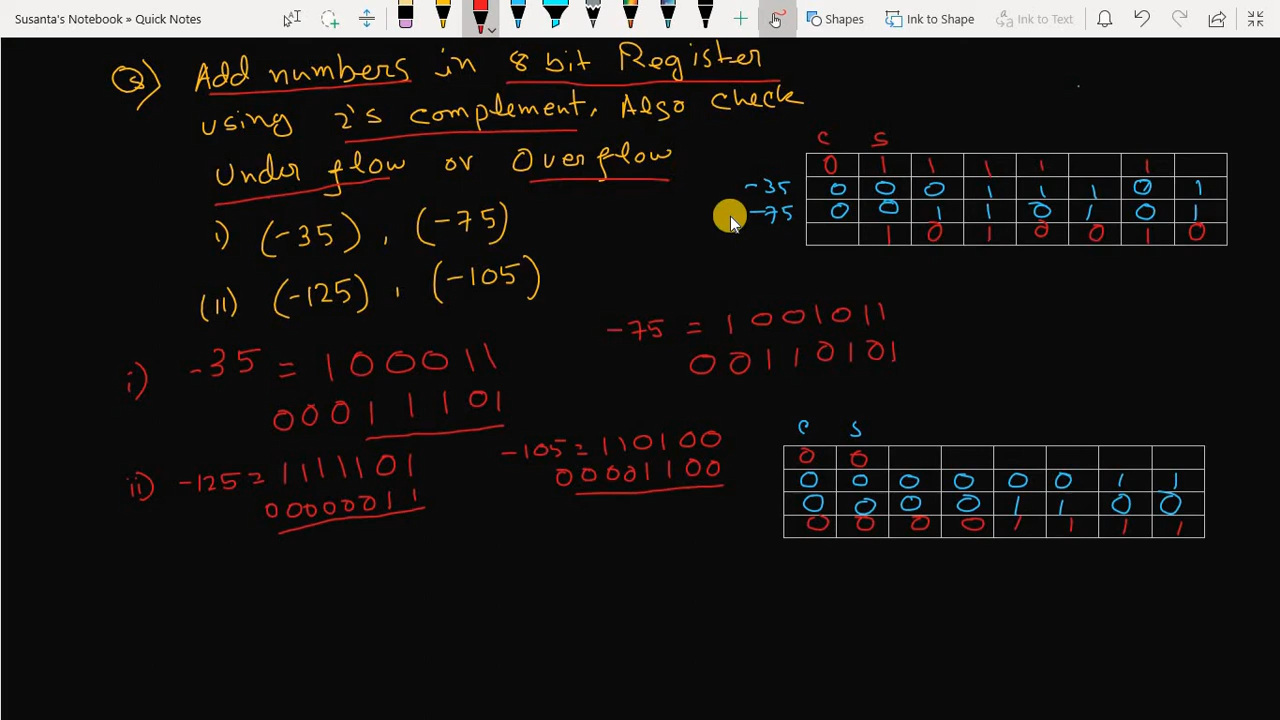 Susanta's Notebook » Quick Notes
Shapes
Ink to Shape
Ink to Text
Q) Add numbers in 8 bit Register
using 2's complement, Also check
Under flow or Overflow
i) (-35), (-75)
(ii) (-125), (-105)
C S
0 1 1 1 1 1
-35 0 0 0 1 1 1 0 1
-75 0 0 1 1 0 1 0 1
1 0 1 0 0 1 0
i) -35 = 100011
00011101
-75 = 1001011
00110101
ii) -125 = 1111101
00000011
-105 = 110100
00001100
C S
0 0
0 0 0 0 0 0 1 1
0 0 0 0 1 1 0 0
0 0 0 0 1 1 1 1